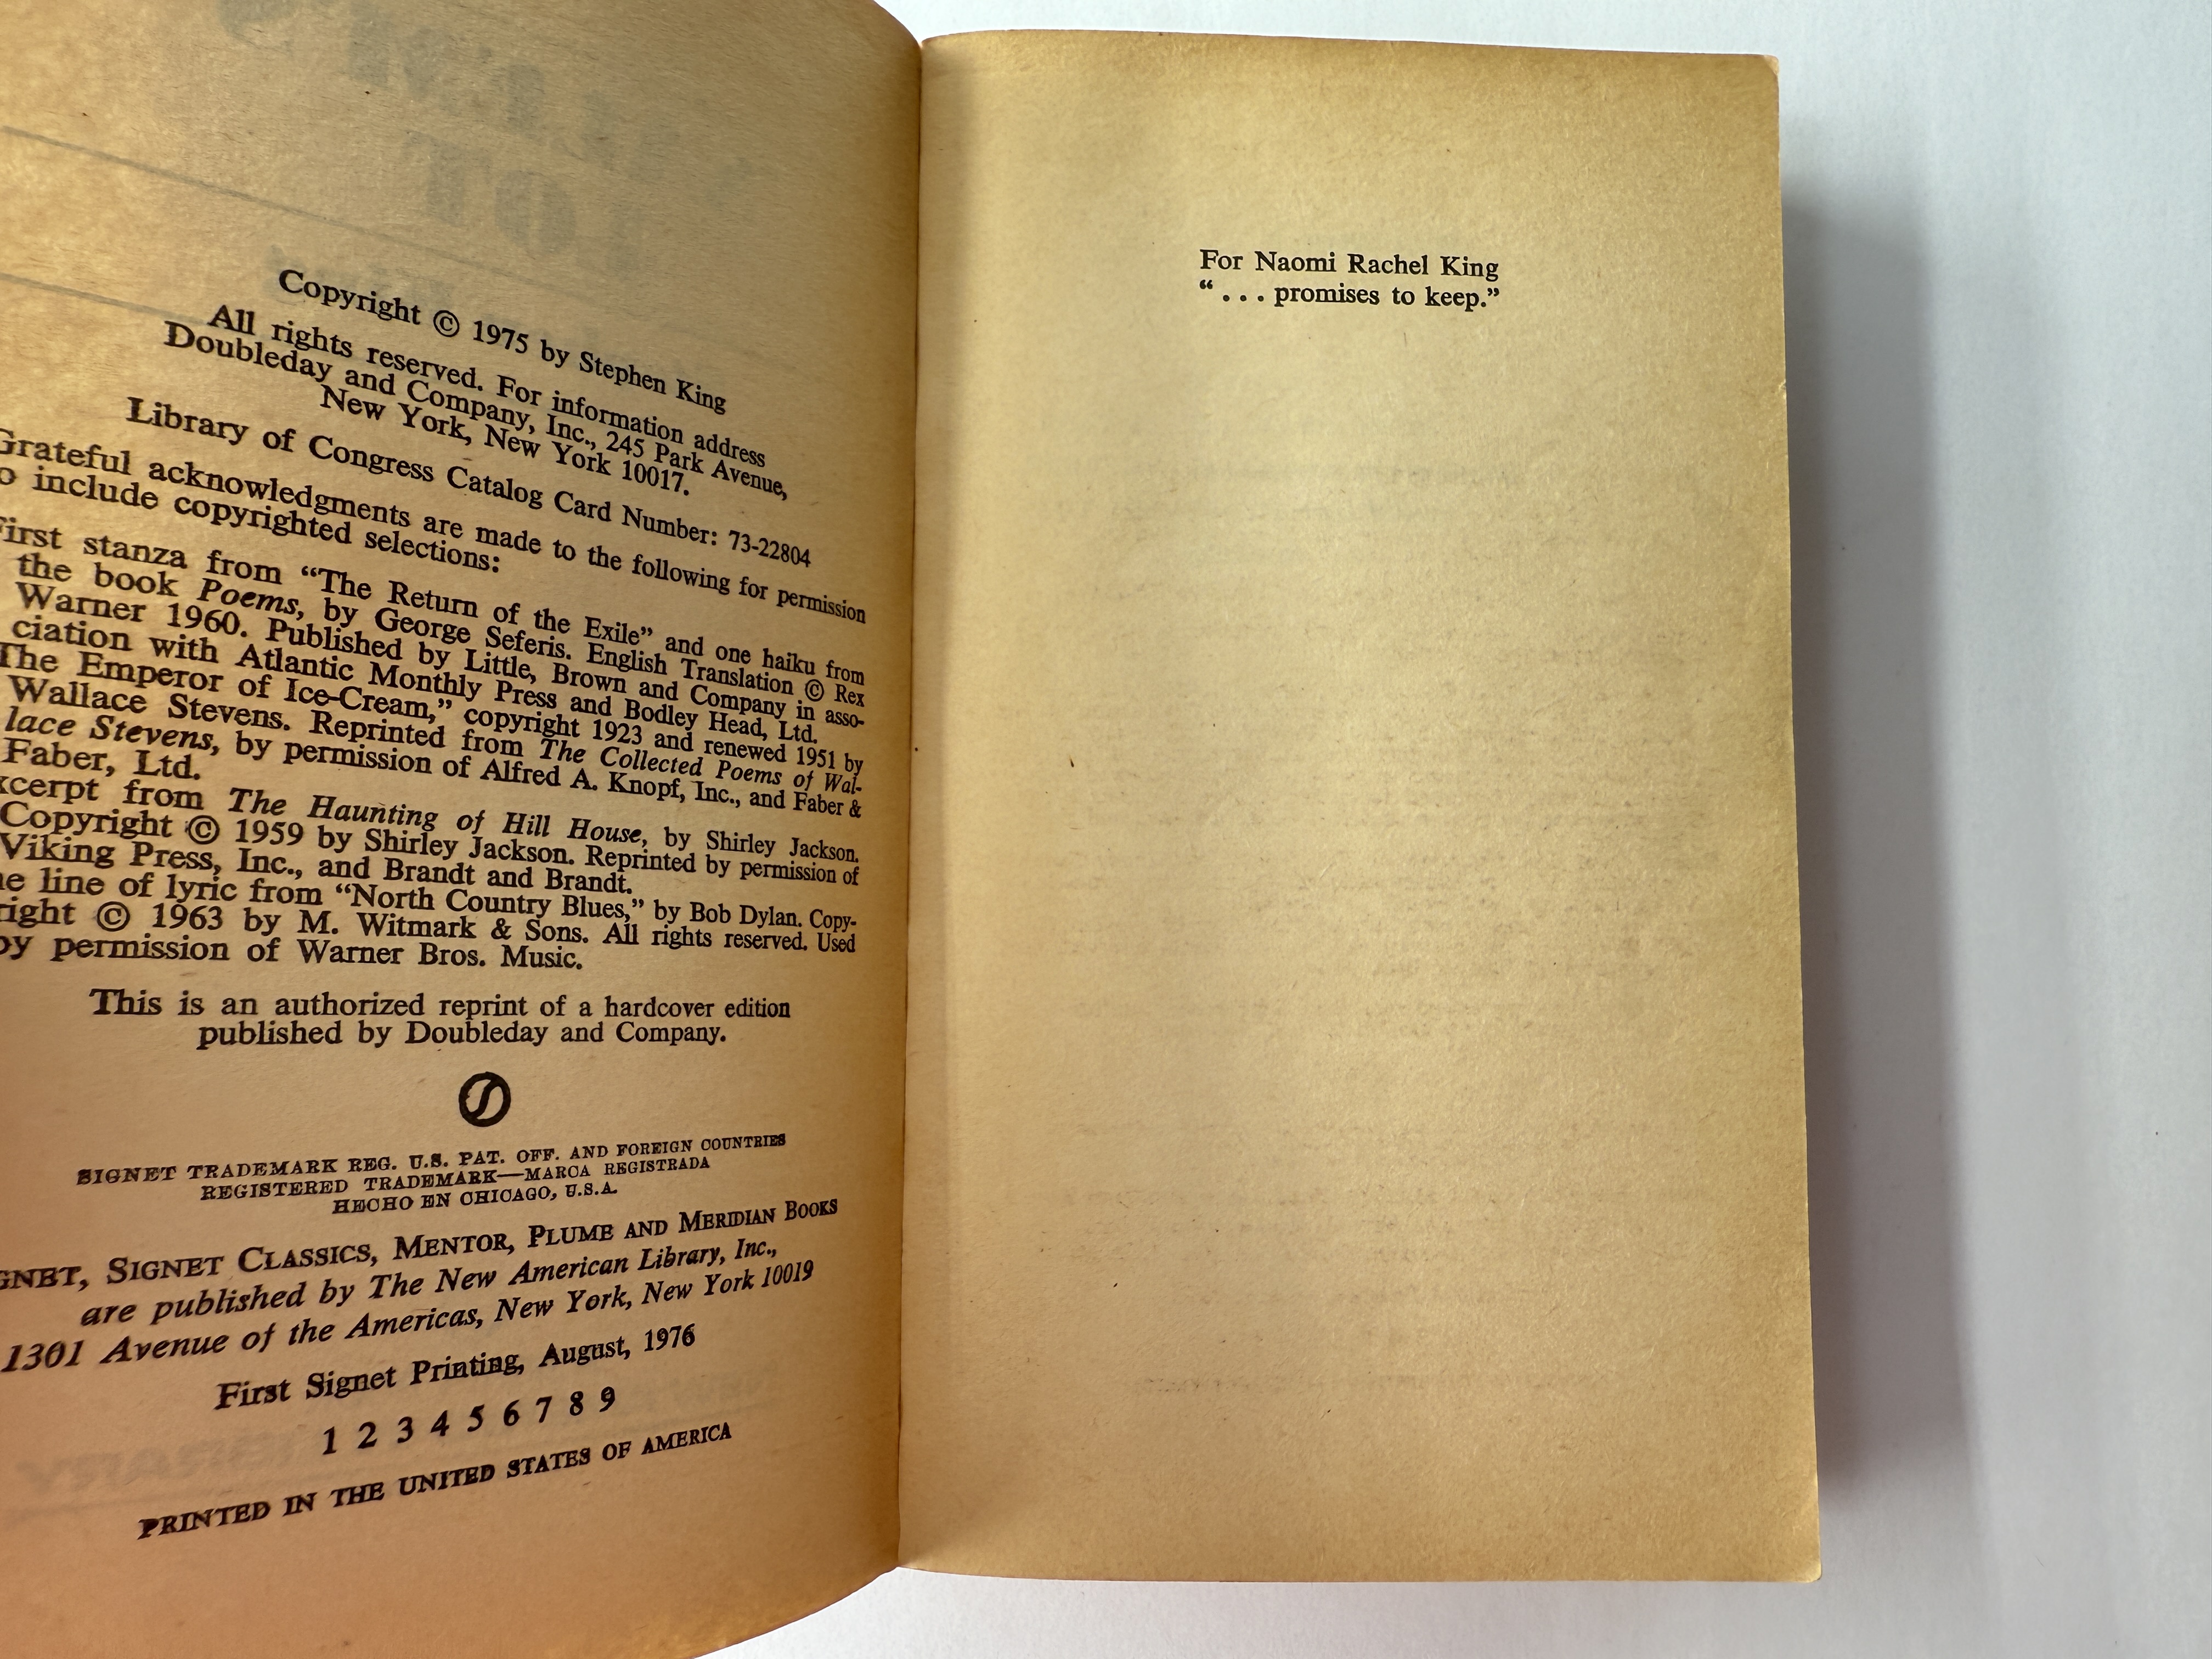 Copyright © 1975 by Stephen King
All rights reserved. For information address
Doubleday and Company, Inc., 245 Park Avenue,
New York, New York 10017.
Library of Congress Catalog Card Number: 73-22804
Grateful acknowledgments are made to the following for permission
o include copyrighted selections:
First stanza from “The Return of the Exile” and one haiku from
the book Poems, by George Seferis. English Translation © Rex
Warner 1960. Published by Little, Brown and Company in asso-
ciation with Atlantic Monthly Press and Bodley Head, Ltd.
The Emperor of Ice-Cream,” copyright 1923 and renewed 1951 by
Wallace Stevens. Reprinted from The Collected Poems of Wal-
lace Stevens, by permission of Alfred A. Knopf, Inc., and Faber &
Faber, Ltd.
xcerpt from The Haunting of Hill House, by Shirley Jackson.
Copyright © 1959 by Shirley Jackson. Reprinted by permission of
Viking Press, Inc., and Brandt and Brandt.
ne line of lyric from “North Country Blues,” by Bob Dylan. Copy-
right © 1963 by M. Witmark & Sons. All rights reserved. Used
by permission of Warner Bros. Music.
This is an authorized reprint of a hardcover edition
published by Doubleday and Company.
SIGNET TRADEMARK REG. U.S. PAT. OFF. AND FOREIGN COUNTRIES
REGISTERED TRADEMARK—MARCA REGISTRADA
HECHO EN CHICAGO, U.S.A.
GNET, SIGNET CLASSICS, MENTOR, PLUME AND MERIDIAN BOOKS
are published by The New American Library, Inc.,
1301 Avenue of the Americas, New York, New York 10019
First Signet Printing, August, 1976
1 2 3 4 5 6 7 8 9
PRINTED IN THE UNITED STATES OF AMERICA
For Naomi Rachel King
“ . . . promises to keep.”